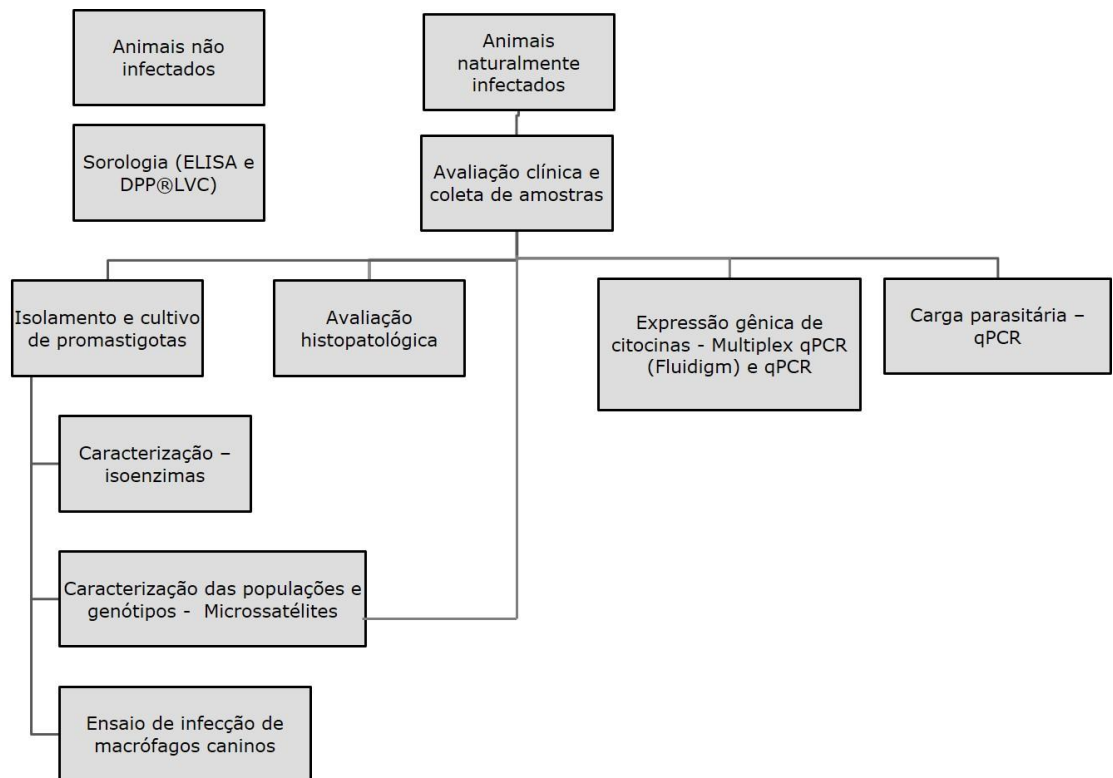 Animais não
infectados
Animais
naturalmente
infectados
Sorologia (ELISA e
DPP®LVC)
Avaliação clínica e
coleta de amostras
Isolamento e cultivo
de promastigotas
Avaliação
histopatológica
Expressão gênica de
citocinas - Multiplex qPCR
(Fluidigm) e qPCR
Carga parasitária –
qPCR
Caracterização –
isoenzimas
Caracterização das populações e
genótipos - Microssatélites
Ensaio de infecção de
macrófagos caninos